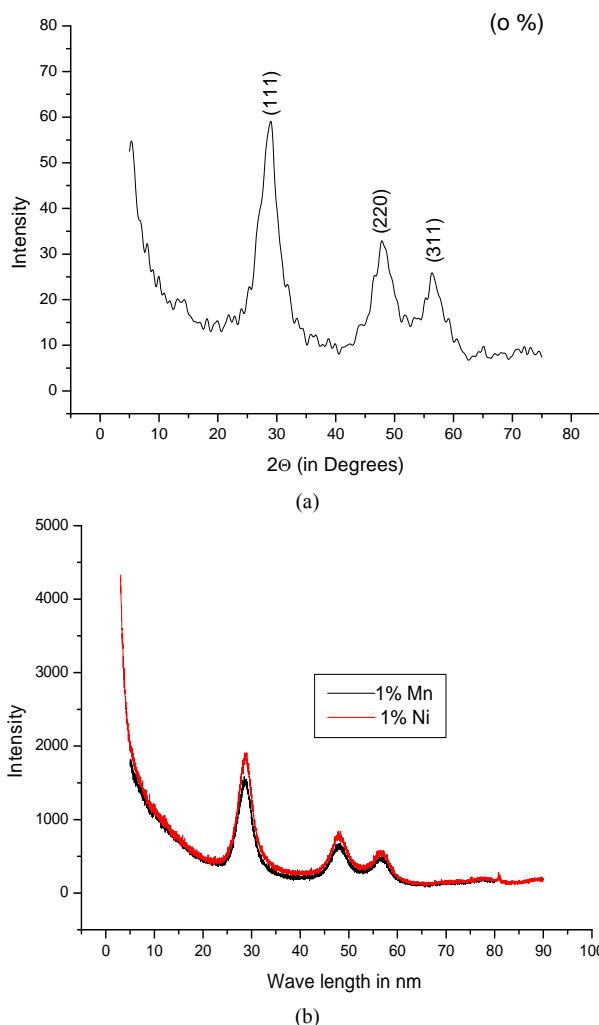 (o %)
80
70
60
50
40
30
20
10
0
Intensity
(111)
(220)
(311)
0 10 20 30 40 50 60 70 80
2Θ (in Degrees)
(a)
5000
4000
3000
2000
1000
0
Intensity
1% Mn
1% Ni
0 10 20 30 40 50 60 70 80 90 100
Wave length in nm
(b)